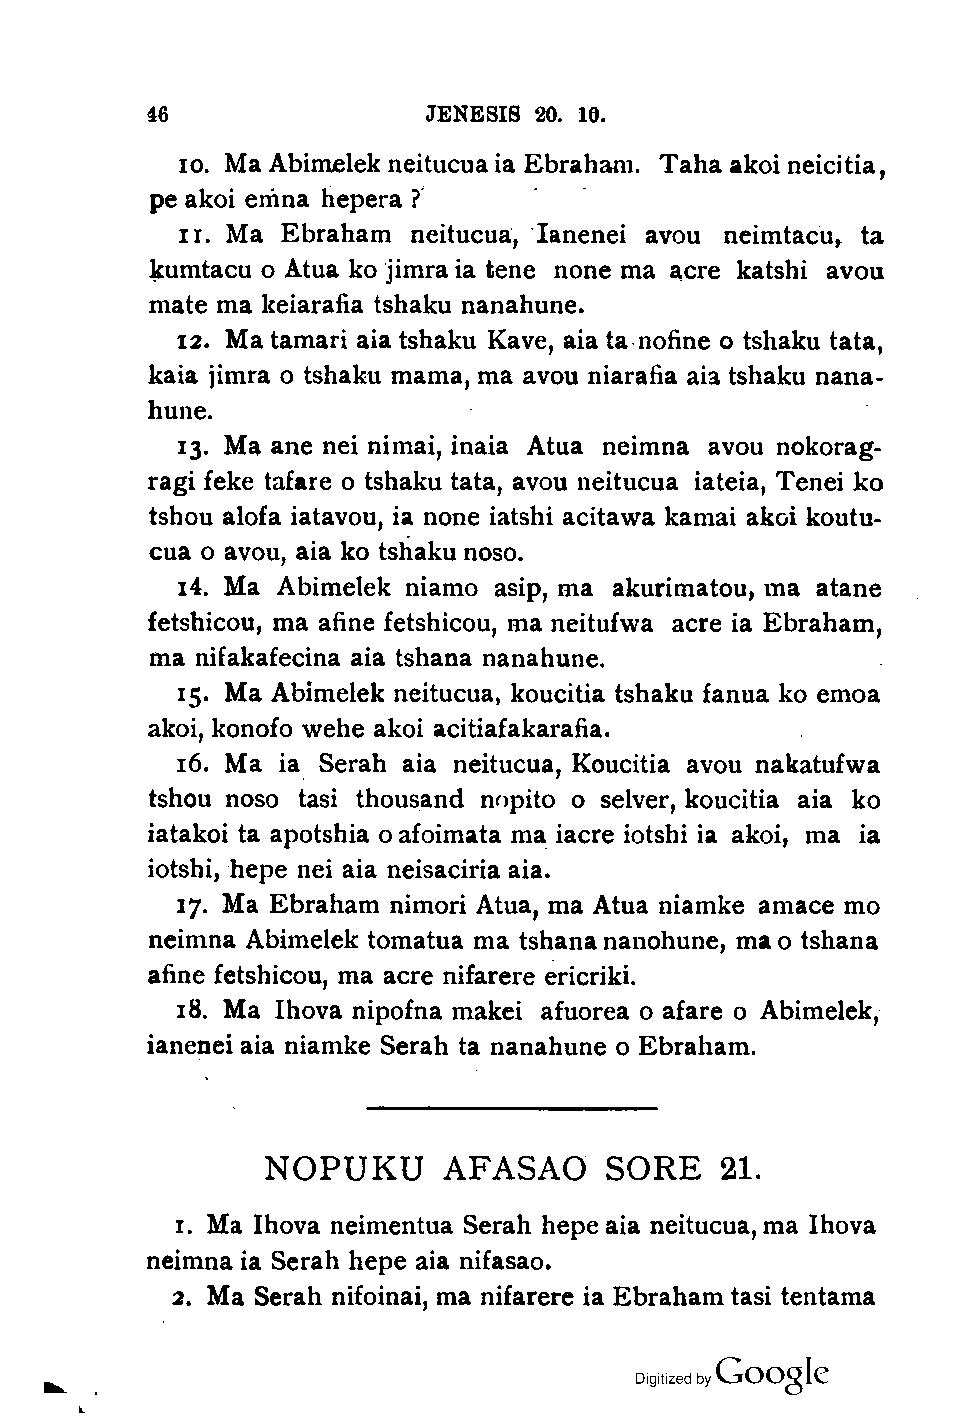 46 JENESIS 20. 10.
10. Ma Abimelek neitucua ia Ebraham. Taha akoi neicitia,
pe akoi emna hepera ?
11. Ma Ebraham neitucua, Ianenei avou neimtacu, ta
kumtacu o Atua ko jimra ia tene none ma acre katshi avou
mate ma keiarafia tshaku nanahune.
12. Ma tamari aia tshaku Kave, aia ta nofine o tshaku tata,
kaia jimra o tshaku mama, ma avou niarafia aia tshaku nana-
hune.
13. Ma ane nei nimai, inaia Atua neimna avou nokorag-
ragi feke tafare o tshaku tata, avou neitucua iateia, Tenei ko
tshou alofa iatavou, ia none iatshi acitawa kamai akoi koutu-
cua o avou, aia ko tshaku noso.
14. Ma Abimelek niamo asip, ma akurimatou, ma atane
fetshicou, ma afine fetshicou, ma neitufwa acre ia Ebraham,
ma nifakafecina aia tshana nanahune.
15. Ma Abimelek neitucua, koucitia tshaku fanua ko emoa
akoi, konofo wehe akoi acitiafakarafia.
16. Ma ia Serah aia neitucua, Koucitia avou nakatufwa
tshou noso tasi thousand nopito o selver, koucitia aia ko
iatakoi ta apotshia o afoimata ma iacre iotshi ia akoi, ma ia
iotshi, hepe nei aia neisaciria aia.
17. Ma Ebraham nimori Atua, ma Atua niamke amace mo
neimna Abimelek tomatua ma tshana nanohune, ma o tshana
afine fetshicou, ma acre nifarere ericriki.
18. Ma Ihova nipofna makei afuorea o afare o Abimelek,
ianenei aia niamke Serah ta nanahune o Ebraham.
NOPUKU AFASAO SORE 21.
1. Ma Ihova neimentua Serah hepe aia neitucua, ma Ihova
neimna ia Serah hepe aia nifasao.
2. Ma Serah nifoinai, ma nifarere ia Ebraham tasi tentama
Digitized by Google